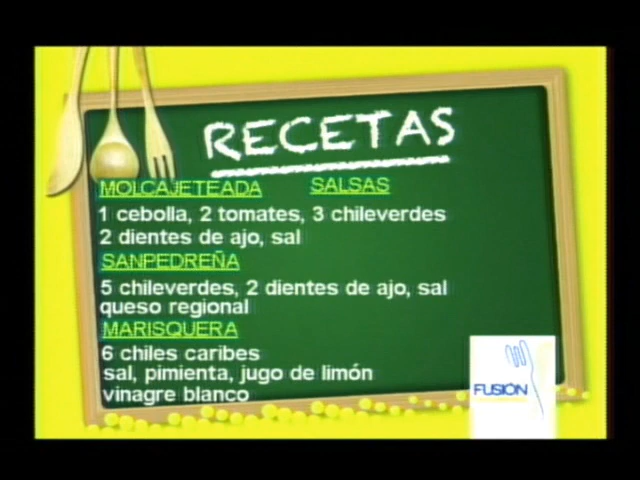 RECETAS
MOLCAJETEADA SALSAS
1 cebolla, 2 tomates, 3 chileverdes
2 dientes de ajo, sal
SANPEDREÑA
5 chileverdes, 2 dientes de ajo, sal
queso regional
MARISQUERA
6 chiles caribes
sal, pimienta, jugo de limón
vinagre blanco
FUSIÓN